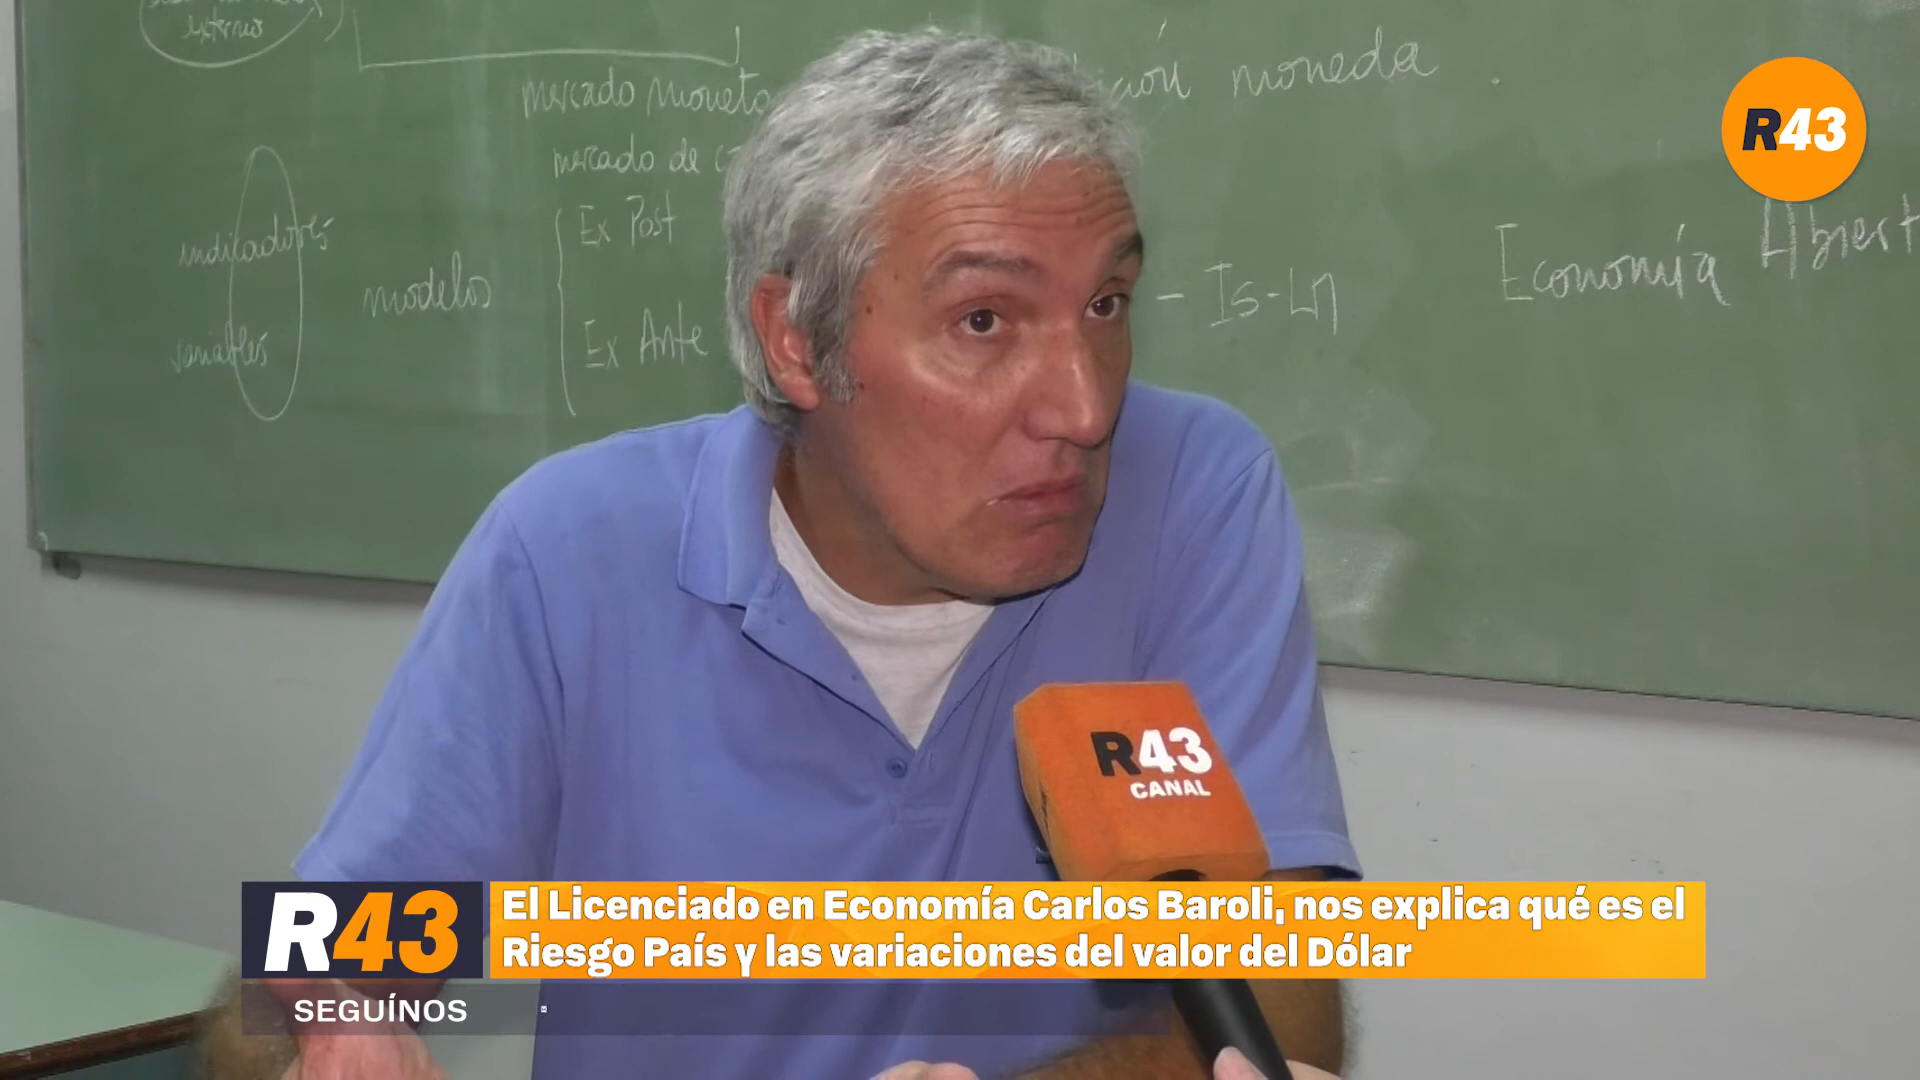 externo
mercado moneta
ción moneda
mercado de c
Ex Post
indicadores
modelos
Ex Ante
variables
- IS-LM
Economía Abiert
R43
R43
CANAL
R43
El Licenciado en Economía Carlos Baroli, nos explica qué es el
Riesgo País y las variaciones del valor del Dólar
SEGUÍNOS